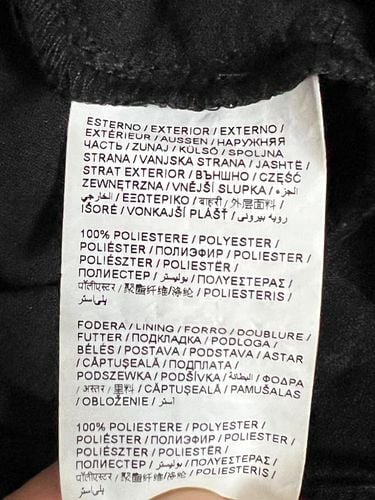 ESTERNO / EXTERIOR / EXTERNO /
EXTÉRIEUR / AUSSEN / НАРУЖНЯЯ
ЧАСТЬ / ZUNAJ / KÜLSŐ / SPOLJNA
STRANA / VANJSKA STRANA / JASHTË /
STRAT EXTERIOR / ВЪНШНО / CZĘŚĆ
ZEWNĘTRZNA / VNĚJŠÍ SLUPKA / الجزء
الخارجي / ΕΞΩΤΕΡΙΚΟ / बाहरी / 外层面料 /
IŠORĖ / VONKAJŠÍ PLÁŠŤ / رویه بیرونی
100% POLIESTERE / POLYESTER /
POLIÉSTER / ПОЛИЭФИР / POLIESTER /
POLIÉSZTER / POLIESTËR /
ПОЛИЕСТЕР / بوليستر / ΠΟΛΥΕΣΤΕΡΑΣ /
पॉलीएस्टर / 聚酯纤维/涤纶 / POLIESTERIS /
پلی‌استر
FODERA / LINING / FORRO / DOUBLURE /
FUTTER / ПОДКЛАДКА / PODLOGA /
BÉLÉS / POSTAVA / PODSTAVA / ASTAR
/ CĂPTUŞEALĂ / ПОДПЛАТА /
PODSZEWKA / PODŠÍVKA / البطانة / ΦΟΔΡΑ
/ अस्तर / 里料 / CĂPTUŞEALĂ / PAMUŠALAS
/ OBLOŽENIE / آستر
100% POLIESTERE / POLYESTER /
POLIÉSTER / ПОЛИЭФИР / POLIESTER /
POLIÉSZTER / POLIESTËR /
ПОЛИЕСТЕР / بوليستر / ΠΟΛΥΕΣΤΕΡΑΣ /
पॉलीएस्टर / 聚酯纤维/涤纶 / POLIESTERIS /
پلی‌استر